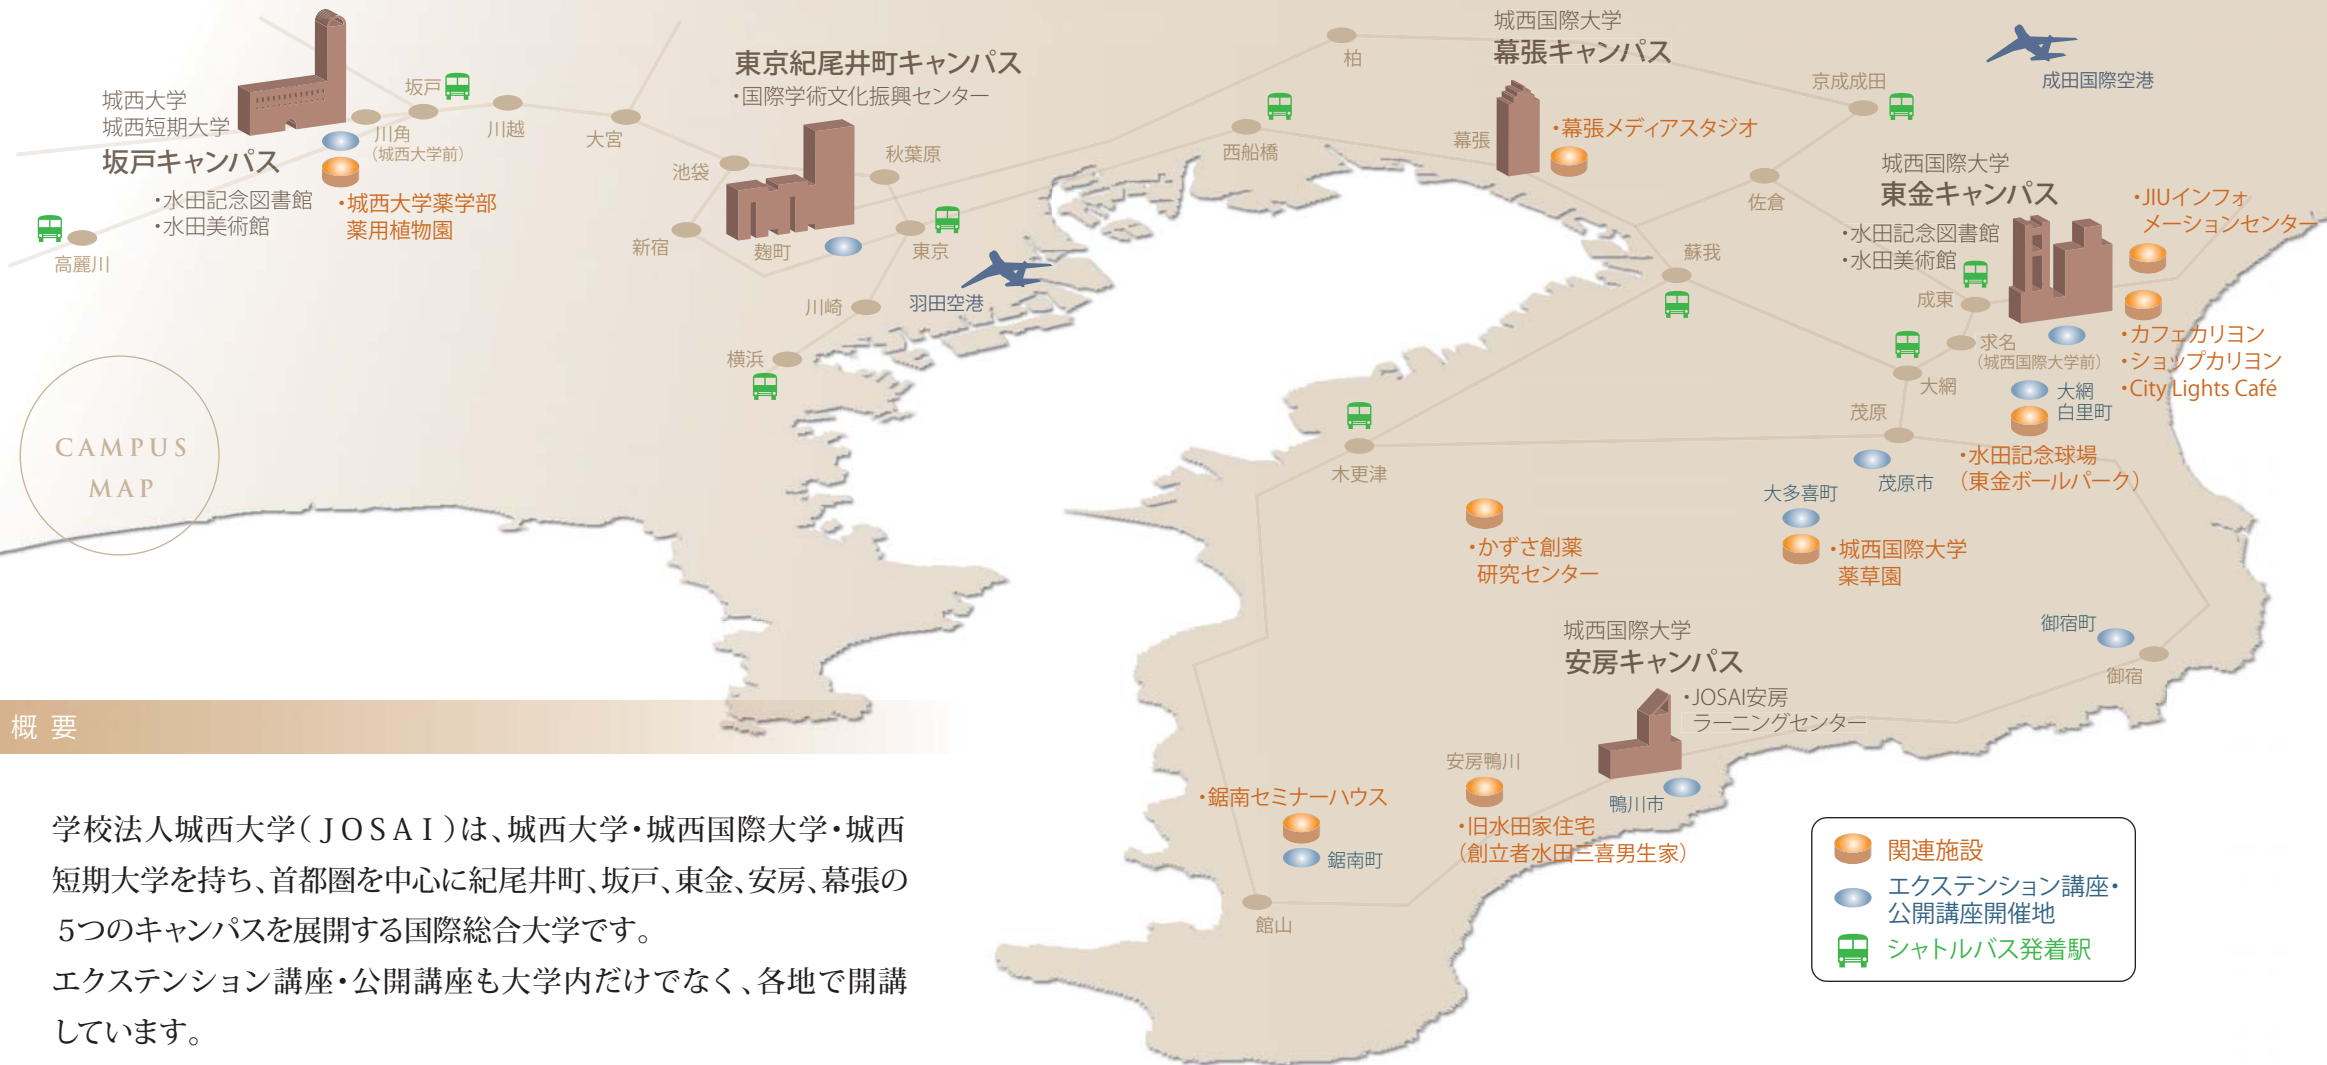 城西大学
城西短期大学
坂戸キャンパス
・水田記念図書館
・水田美術館
・城西大学薬学部
薬用植物園
坂戸
川角
（城西大学前）
川越
大宮
高麗川
東京紀尾井町キャンパス
・国際学術文化振興センター
池袋
秋葉原
新宿
麹町
東京
羽田空港
川崎
横浜
柏
西船橋
城西国際大学
幕張キャンパス
幕張
・幕張メディアスタジオ
京成成田
成田国際空港
佐倉
蘇我
城西国際大学
東金キャンパス
・水田記念図書館
・水田美術館
・JIUインフォ
メーションセンター
成東
求名
（城西国際大学前）
・カフェカリヨン
・ショップカリヨン
・City Lights Café
大網
大網
白里町
茂原
・水田記念球場
（東金ボールパーク）
茂原市
木更津
大多喜町
・城西国際大学
薬草園
・かずさ創薬
研究センター
御宿町
御宿
城西国際大学
安房キャンパス
・JOSAI安房
ラーニングセンター
安房鴨川
鴨川市
・旧水田家住宅
（創立者水田三喜男生家）
・鋸南セミナーハウス
鋸南町
館山
CAMPUS
MAP
概要
学校法人城西大学（JOSAI）は、城西大学・城西国際大学・城西
短期大学を持ち、首都圏を中心に紀尾井町、坂戸、東金、安房、幕張の
5つのキャンパスを展開する国際総合大学です。
エクステンション講座・公開講座も大学内だけでなく、各地で開講
しています。
関連施設
エクステンション講座・
公開講座開催地
シャトルバス発着駅